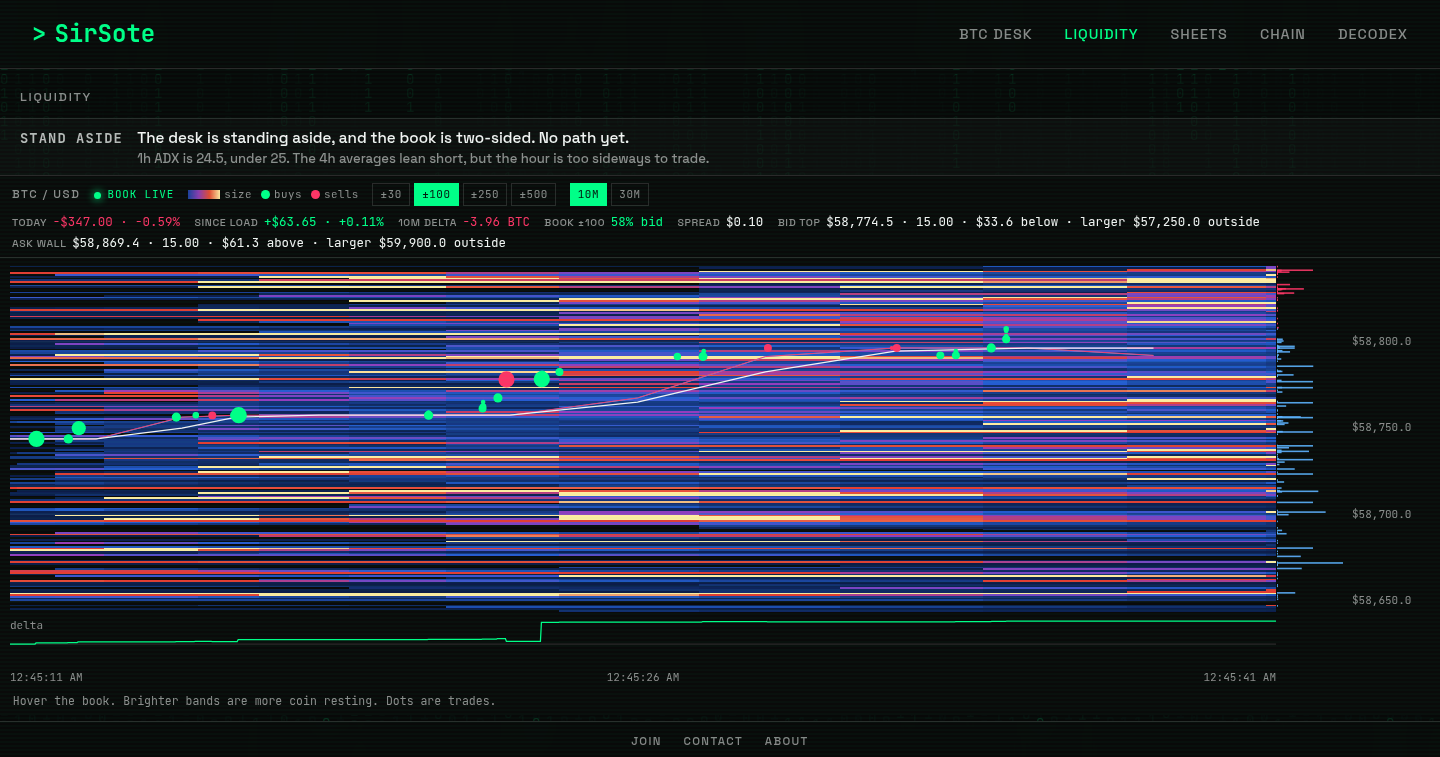 > SirSote
BTC DESK LIQUIDITY SHEETS CHAIN DECODEX
LIQUIDITY
STAND ASIDE The desk is standing aside, and the book is two-sided. No path yet.
1h ADX is 24.5, under 25. The 4h averages lean short, but the hour is too sideways to trade.
BTC / USD BOOK LIVE size buys sells ±30 ±100 ±250 ±500 10M 30M
TODAY -$347.00 · -0.59% SINCE LOAD +$63.65 · +0.11% 10M DELTA -3.96 BTC BOOK ±100 58% bid SPREAD $0.10 BID TOP $58,774.5 · 15.00 · $33.6 below · larger $57,250.0 outside
ASK WALL $58,869.4 · 15.00 · $61.3 above · larger $59,900.0 outside
$58,800.0
$58,750.0
$58,700.0
$58,650.0
delta
12:45:11 AM 12:45:26 AM 12:45:41 AM
Hover the book. Brighter bands are more coin resting. Dots are trades.
JOIN CONTACT ABOUT